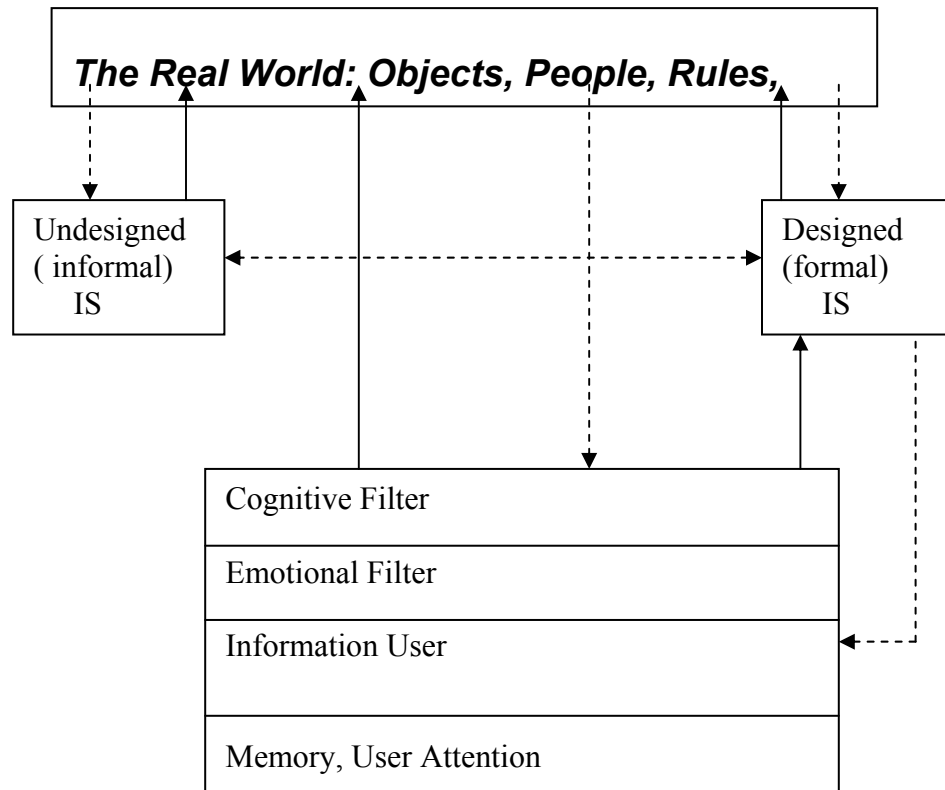 The Real World: Objects, People, Rules,
Undesigned
( informal)
IS
Designed
(formal)
IS
Cognitive Filter
Emotional Filter
Information User
Memory, User Attention